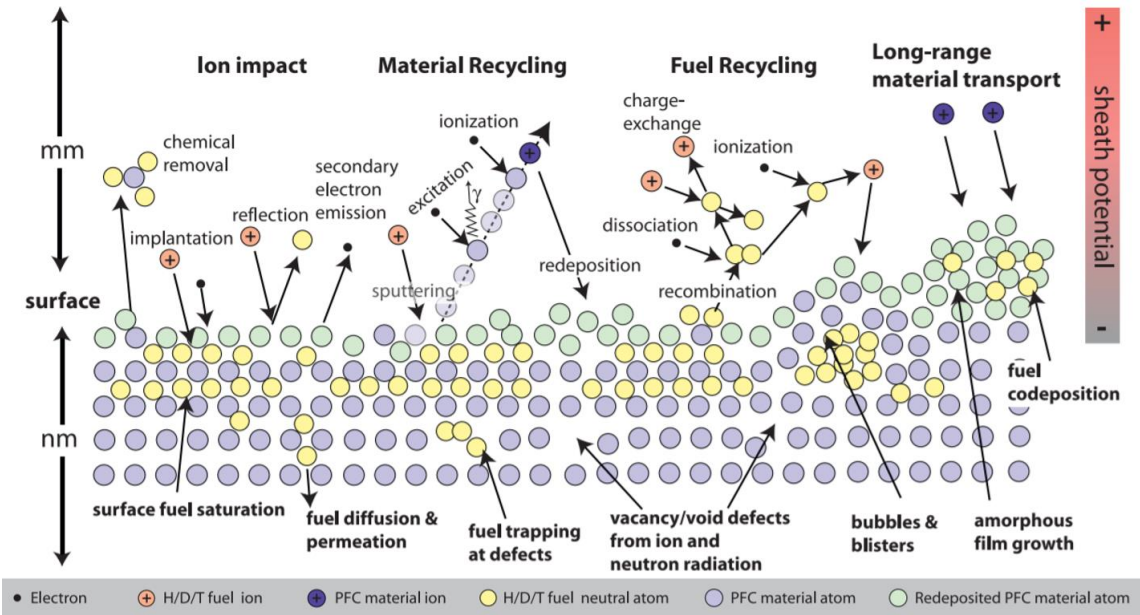 Ion impact
Material Recycling
Fuel Recycling
Long-range
material transport
+
sheath potential
-
mm
surface
nm
chemical
removal
implantation
reflection
secondary
electron
emission
ionization
excitation
γ
sputtering
redeposition
charge-
exchange
ionization
dissociation
recombination
fuel
codeposition
surface fuel saturation
fuel diffusion &
permeation
fuel trapping
at defects
vacancy/void defects
from ion and
neutron radiation
bubbles &
blisters
amorphous
film growth
Electron
H/D/T fuel ion
PFC material ion
H/D/T fuel neutral atom
PFC material atom
Redeposited PFC material atom